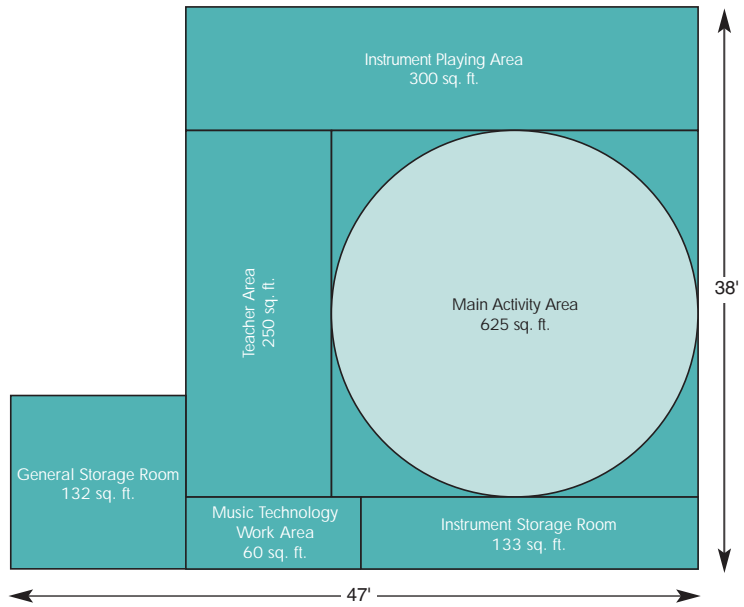 Instrument Playing Area
300 sq. ft.
Teacher Area
250 sq. ft.
Main Activity Area
625 sq. ft.
38'
General Storage Room
132 sq. ft.
Music Technology
Work Area
60 sq. ft.
Instrument Storage Room
133 sq. ft.
47'